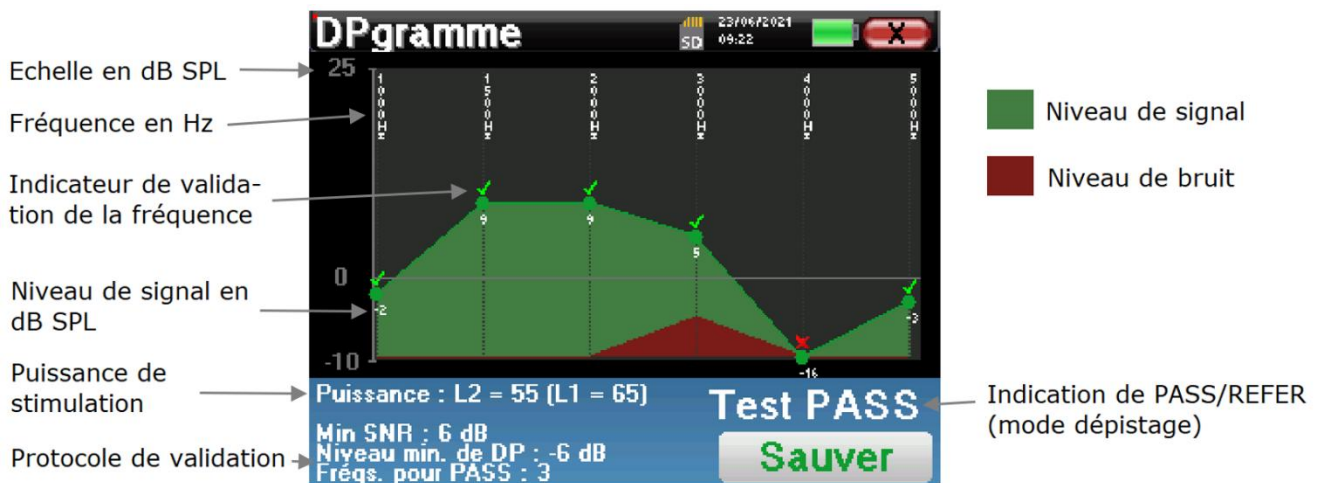 DPgramme
SD
23/06/2021
09:22
X
Echelle en dB SPL
Fréquence en Hz
Indicateur de valida-
tion de la fréquence
Niveau de signal en
dB SPL
Puissance de
stimulation
Protocole de validation
25
0
-10
1000Hz
1500Hz
2000Hz
3000Hz
4000Hz
5000Hz
-2
9
9
5
-16
-3
Puissance : L2 = 55 (L1 = 65)
Min SNR : 6 dB
Niveau min. de DP : -6 dB
Fréqs. pour PASS : 3
Test PASS
Sauver
Niveau de signal
Niveau de bruit
Indication de PASS/REFER
(mode dépistage)